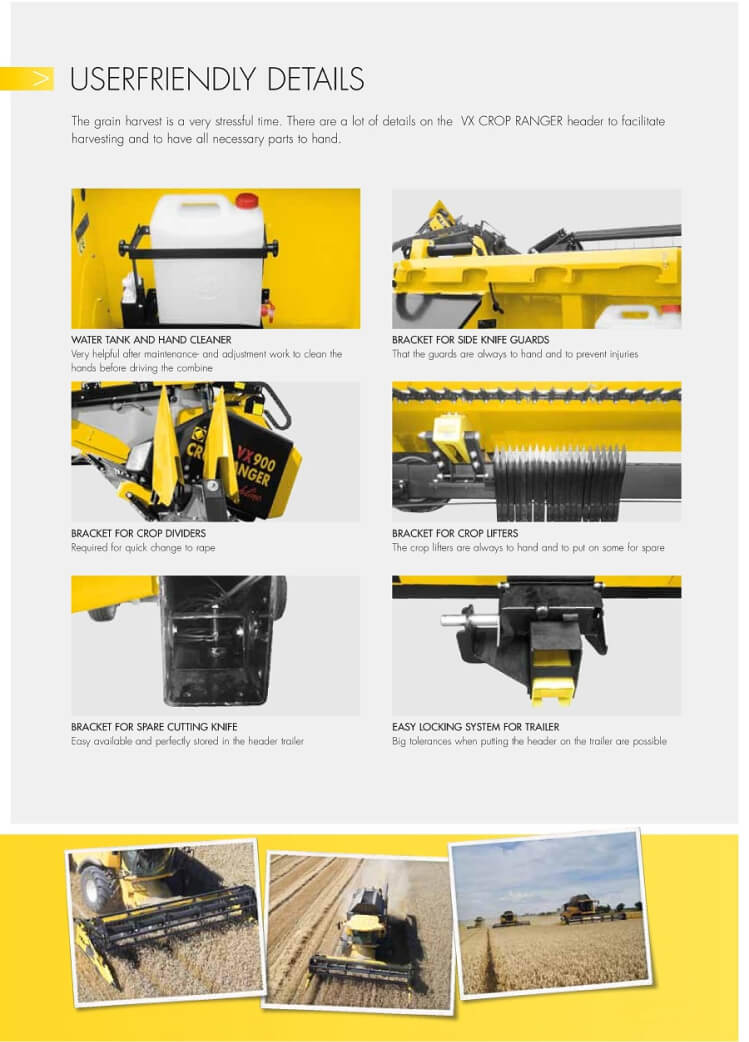 > USERFRIENDLY DETAILS
The grain harvest is a very stressful time. There are a lot of details on the VX CROP RANGER header to facilitate
harvesting and to have all necessary parts to hand.
WATER TANK AND HAND CLEANER
Very helpful after maintenance- and adjustment work to clean the
hands before driving the combine
BRACKET FOR SIDE KNIFE GUARDS
That the guards are always to hand and to prevent injuries
VX900
CR
ANGER
BRACKET FOR CROP DIVIDERS
Required for quick change to rape
BRACKET FOR CROP LIFTERS
The crop lifters are always to hand and to put on some for spare
BRACKET FOR SPARE CUTTING KNIFE
Easy available and perfectly stored in the header trailer
EASY LOCKING SYSTEM FOR TRAILER
Big tolerances when putting the header on the trailer are possible